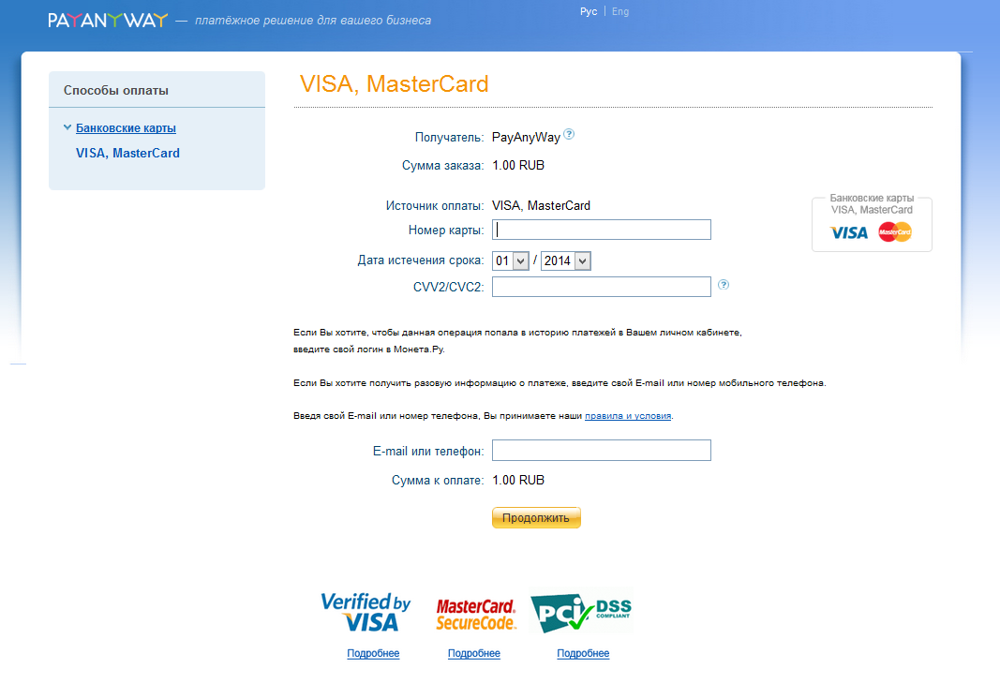 PAYANYWAY — платёжное решение для вашего бизнеса
Рус | Eng
Способы оплаты
Банковские карты
VISA, MasterCard
VISA, MasterCard
Получатель: PayAnyWay ?
Сумма заказа: 1.00 RUB
Источник оплаты: VISA, MasterCard
Номер карты:
Дата истечения срока: 01 / 2014
CVV2/CVC2: ?
Банковские карты
VISA, MasterCard
VISA MasterCard
Если Вы хотите, чтобы данная операция попала в историю платежей в Вашем личном кабинете,
введите свой логин в Монета.Ру.
Если Вы хотите получить разовую информацию о платеже, введите свой E-mail или номер мобильного телефона.
Введя свой E-mail или номер телефона, Вы принимаете наши правила и условия.
E-mail или телефон:
Сумма к оплате: 1.00 RUB
Продолжить
Verified by
VISA
MasterCard.
SecureCode.
PCI DSS
COMPLIANT
Подробнее
Подробнее
Подробнее